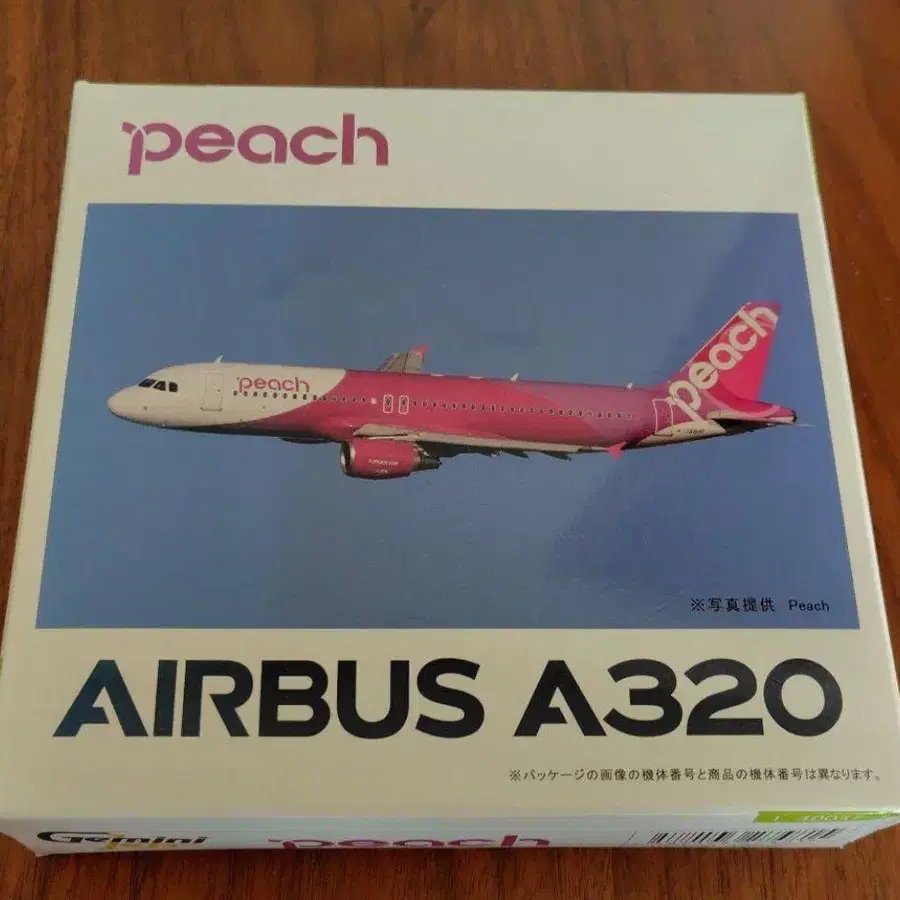 peach
peach
peach
※写真提供 Peach
AIRBUS A320
※パッケージの画像の機体番号と商品の機体番号は異なります。
Gemini
peach